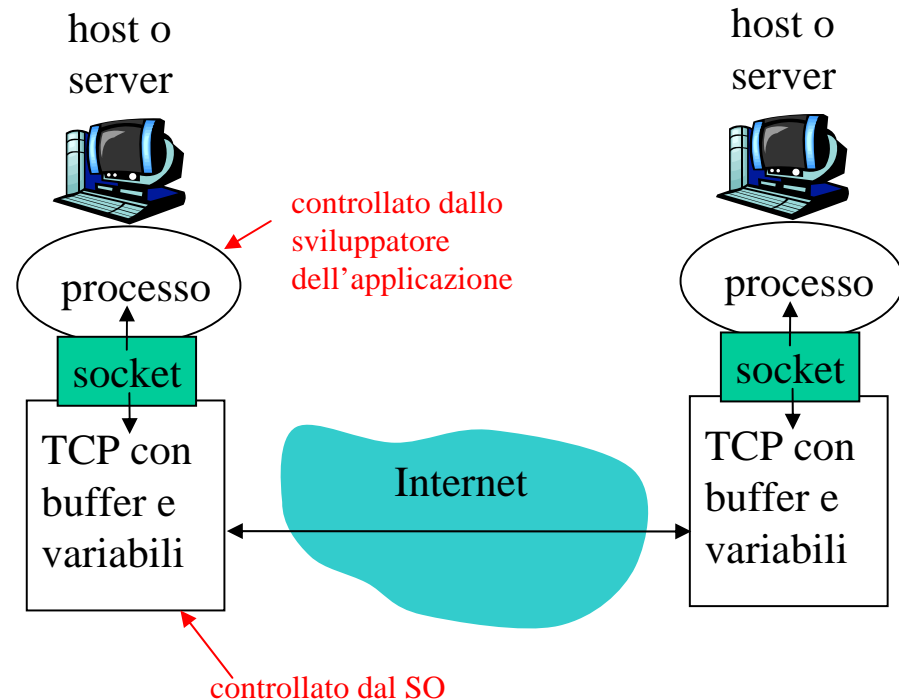 host o
server
host o
server
controllato dallo
sviluppatore
dell’applicazione
processo
processo
socket
socket
TCP con
buffer e
variabili
Internet
TCP con
buffer e
variabili
controllato dal SO